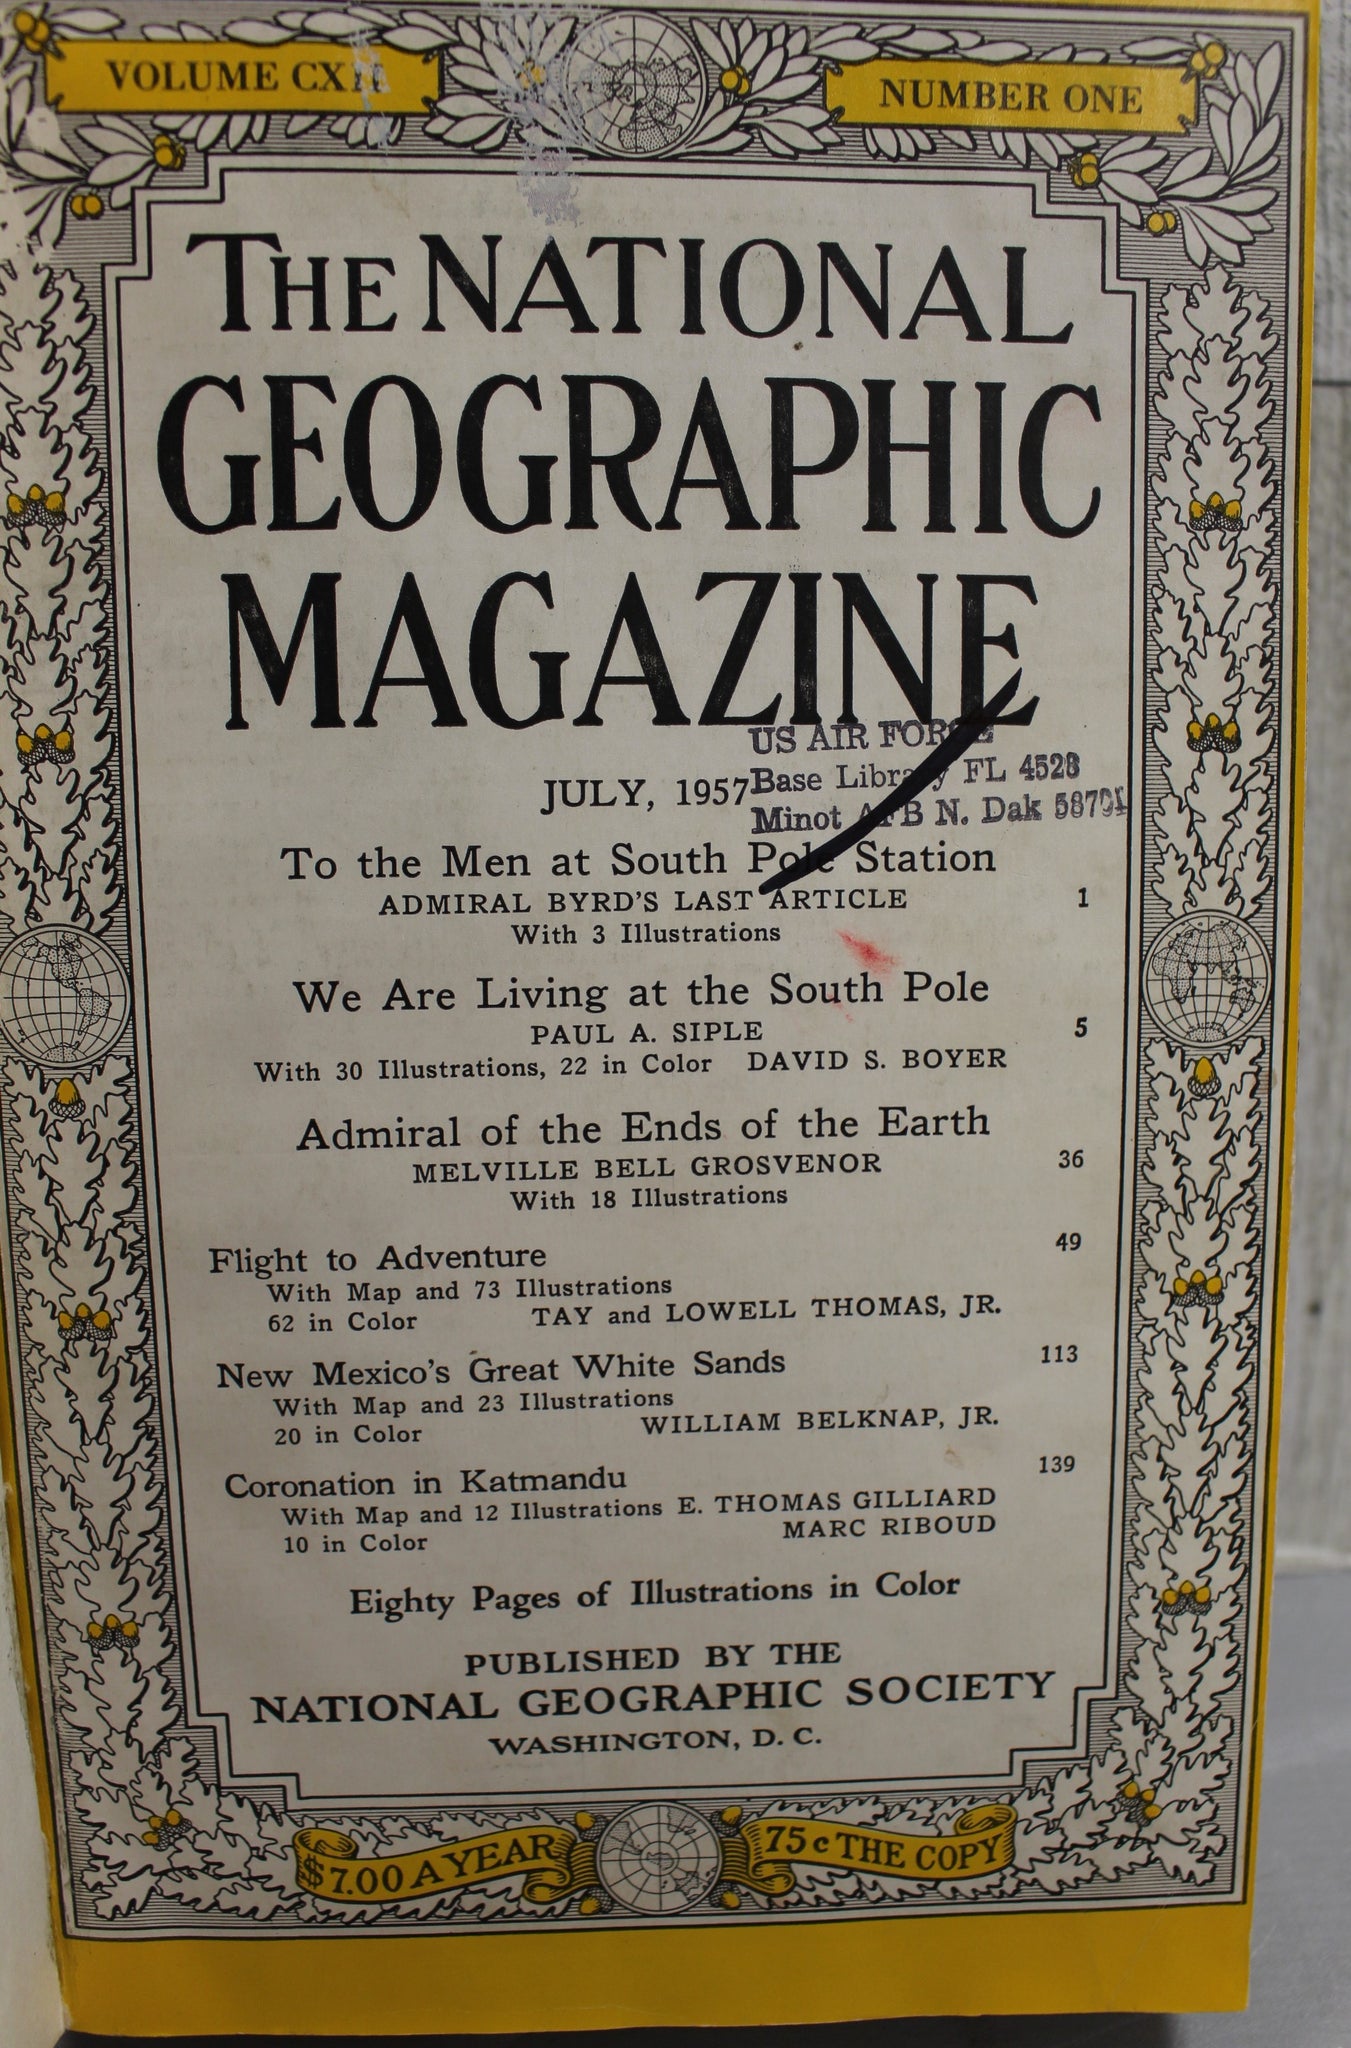 VOLUME CXII
NUMBER ONE
THE NATIONAL
GEOGRAPHIC
MAGAZINE
US AIR FORCE
Base Library FL 4528
Minot AFB N. Dak 58701
JULY, 1957
To the Men at South Pole Station
ADMIRAL BYRD'S LAST ARTICLE 1
With 3 Illustrations
We Are Living at the South Pole
PAUL A. SIPLE 5
With 30 Illustrations, 22 in Color DAVID S. BOYER
Admiral of the Ends of the Earth
MELVILLE BELL GROSVENOR 36
With 18 Illustrations
Flight to Adventure 49
With Map and 73 Illustrations
62 in Color TAY and LOWELL THOMAS, JR.
New Mexico's Great White Sands 113
With Map and 23 Illustrations
20 in Color WILLIAM BELKNAP, JR.
Coronation in Katmandu 139
With Map and 12 Illustrations E. THOMAS GILLIARD
10 in Color MARC RIBOUD
Eighty Pages of Illustrations in Color
PUBLISHED BY THE
NATIONAL GEOGRAPHIC SOCIETY
WASHINGTON, D. C.
$7.00 A YEAR
75c THE COPY